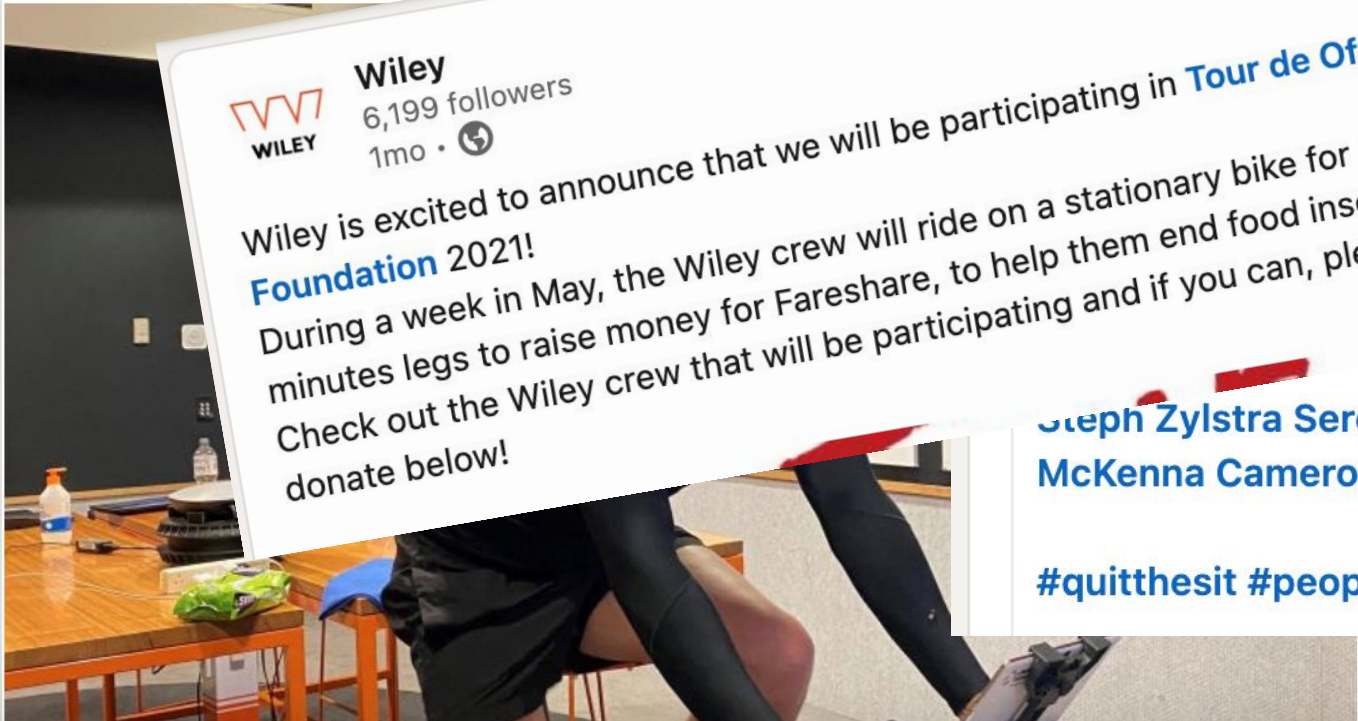 Wiley
6,199 followers
1mo •
WILEY
Wiley is excited to announce that we will be participating in Tour de
Foundation 2021!
During a week in May, the Wiley crew will ride on a stationary bike for
minutes legs to raise money for Fareshare, to help them end food
Check out the Wiley crew that will be participating and if you can,
donate below!
Steph Zylstra
McKenna
#quitthesit